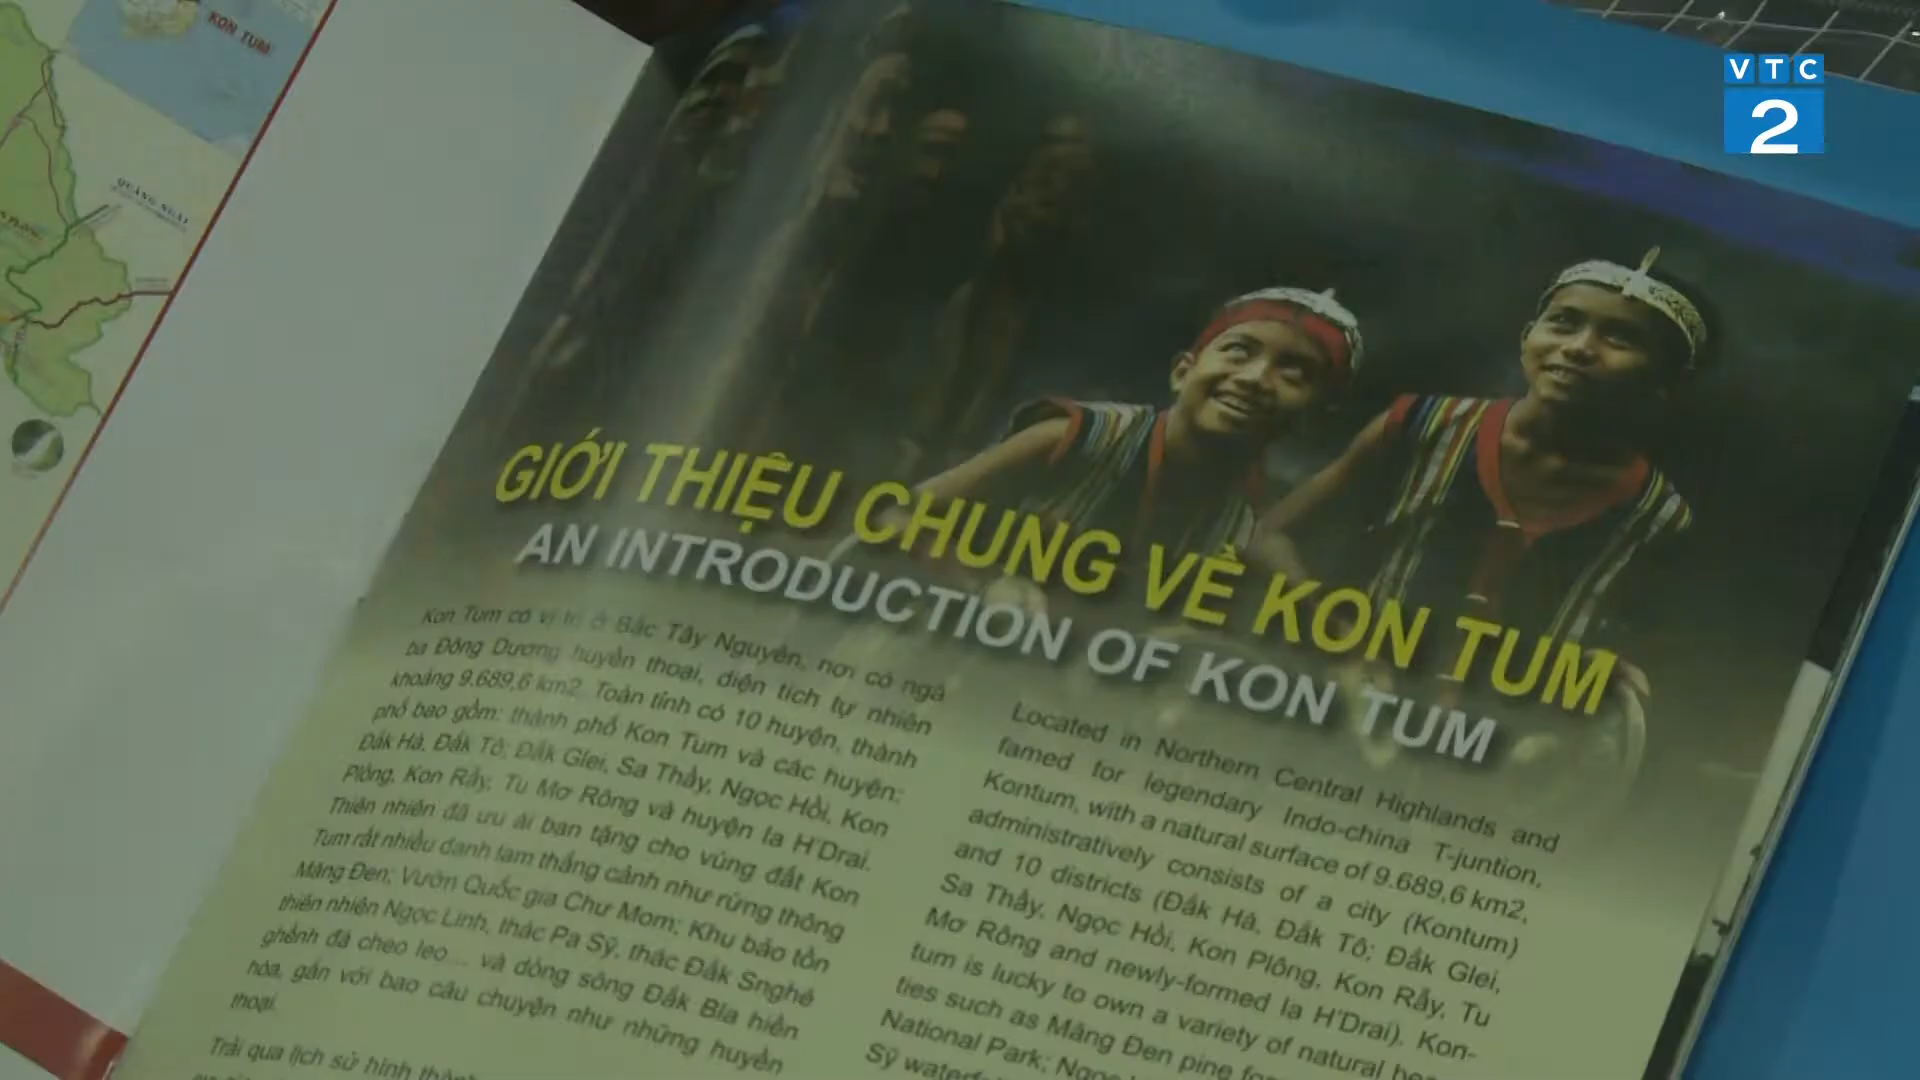 KON TUM
QUẢNG NGÃI
VTC
2
GIỚI THIỆU CHUNG VỀ KON TUM
AN INTRODUCTION OF KON TUM
Kon Tum có vị trí ở Bắc Tây Nguyên, nơi có ngã
ba Đông Dương huyền thoại, diện tích tự nhiên
khoảng 9.689,6 km2. Toàn tỉnh có 10 huyện, thành
phố bao gồm: thành phố Kon Tum và các huyện:
Đắk Hà, Đắk Tô; Đắk Glei, Sa Thầy, Ngọc Hồi, Kon
Plông, Kon Rẫy, Tu Mơ Rông và huyện Ia H'Drai.
Thiên nhiên đã ưu ái ban tặng cho vùng đất Kon
Tum rất nhiều danh lam thắng cảnh như rừng thông
Măng Đen; Vườn Quốc gia Chư Mom; Khu bảo tồn
thiên nhiên Ngọc Linh, thác Pa Sỹ, thác Đắk Snghé
ghềnh đá cheo leo... và dòng sông Đắk Bla hiền
hòa, gắn với bao câu chuyện như những huyền
thoại.
Trải qua lịch sử hình thành
Located in Northern Central Highlands and
famed for legendary Indo-china T-juntion,
Kontum, with a natural surface of 9.689,6 km2,
administratively consists of a city (Kontum)
and 10 districts (Đắk Hà, Đắk Tô; Đắk Glei,
Sa Thầy, Ngọc Hồi, Kon Plông, Kon Rẫy, Tu
Mơ Rông and newly-formed Ia H'Drai). Kon-
tum is lucky to own a variety of natural
ties such as Măng Đen pine
National Park;
Sỹ